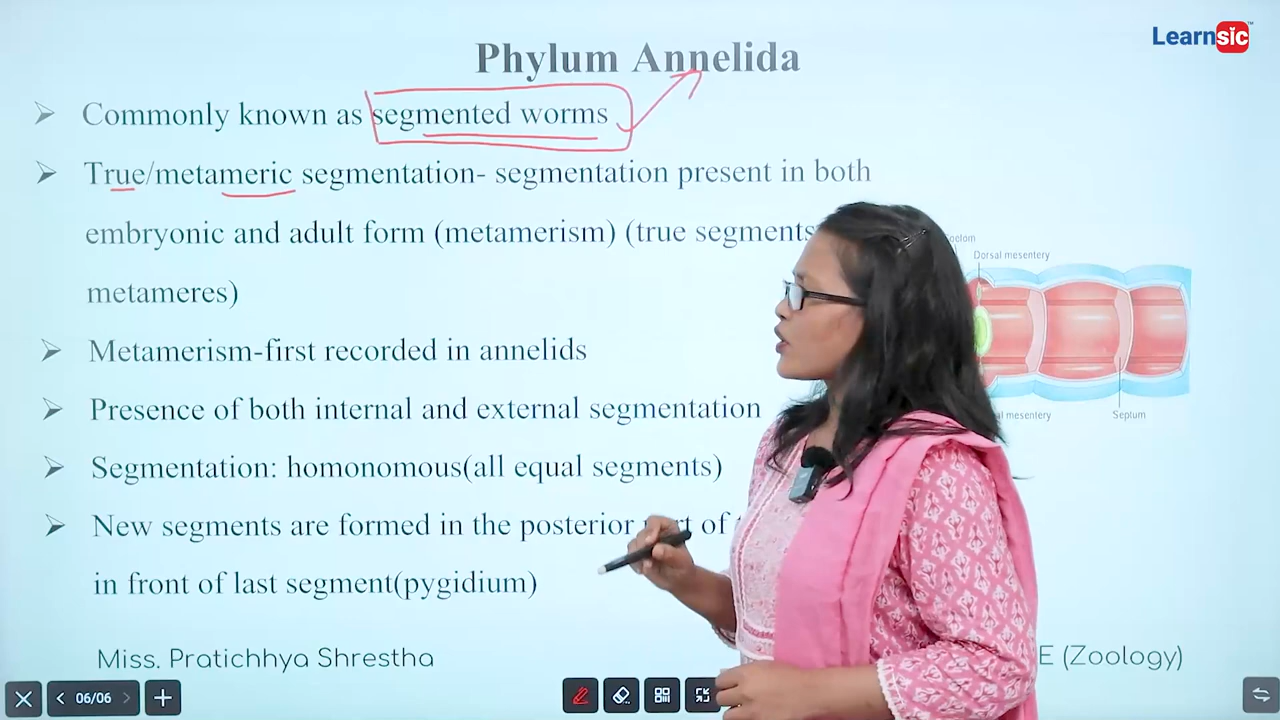 Learnsic
Phylum Annelida
Commonly known as segmented worms
True/metameric segmentation- segmentation present in both
embryonic and adult form (metamerism) (true segments
Dorsal mesentery
metameres)
Metamerism-first recorded in annelids
Presence of both internal and external segmentation
Septum
mesentery
Segmentation: homonomous(all equal segments)
New segments are formed in the posterior of
in front of last segment(pygidium)
Miss. Pratichhya Shrestha
(Zoology)
06/06